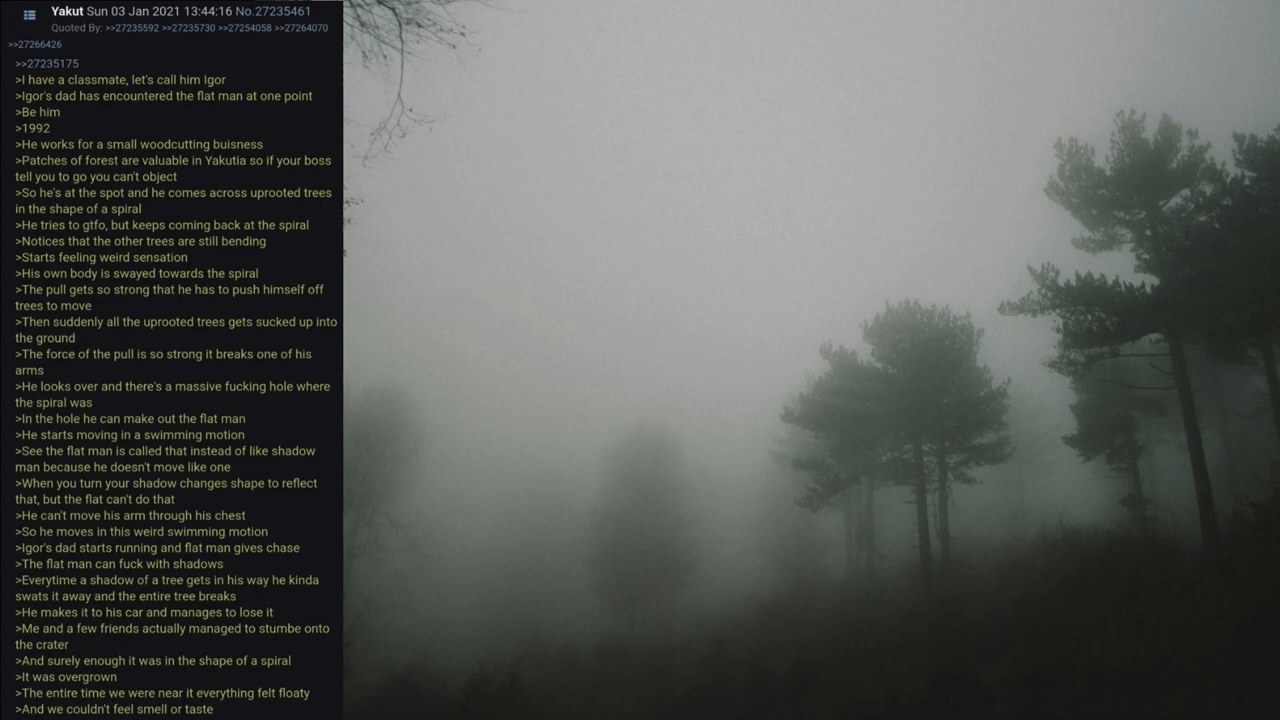 Yakut Sun 03 Jan 2021 13:44:16 No.27235461
Quoted By: >>27235592 >>27235730 >>27254058 >>27264070
>>27266426
>>27235175
>I have a classmate, let's call him Igor
>Igor's dad has encountered the flat man at one point
>Be him
>1992
>He works for a small woodcutting buisness
>Patches of forest are valuable in Yakutia so if your boss
tell you to go you can't object
>So he's at the spot and he comes across uprooted trees
in the shape of a spiral
>He tries to gtfo, but keeps coming back at the spiral
>Notices that the other trees are still bending
>Starts feeling weird sensation
>His own body is swayed towards the spiral
>The pull gets so strong that he has to push himself off
trees to move
>Then suddenly all the uprooted trees gets sucked up into
the ground
>The force of the pull is so strong it breaks one of his
arms
>He looks over and there's a massive fucking hole where
the spiral was
>In the hole he can make out the flat man
>He starts moving in a swimming motion
>See the flat man is called that instead of like shadow
man because he doesn't move like one
>When you turn your shadow changes shape to reflect
that, but the flat can't do that
>He can't move his arm through his chest
>So he moves in this weird swimming motion
>Igor's dad starts running and flat man gives chase
>The flat man can fuck with shadows
>Everytime a shadow of a tree gets in his way he kinda
swats it away and the entire tree breaks
>He makes it to his car and manages to lose it
>Me and a few friends actually managed to stumbe onto
the crater
>And surely enough it was in the shape of a spiral
>It was overgrown
>The entire time we were near it everything felt floaty
>And we couldn't feel smell or taste